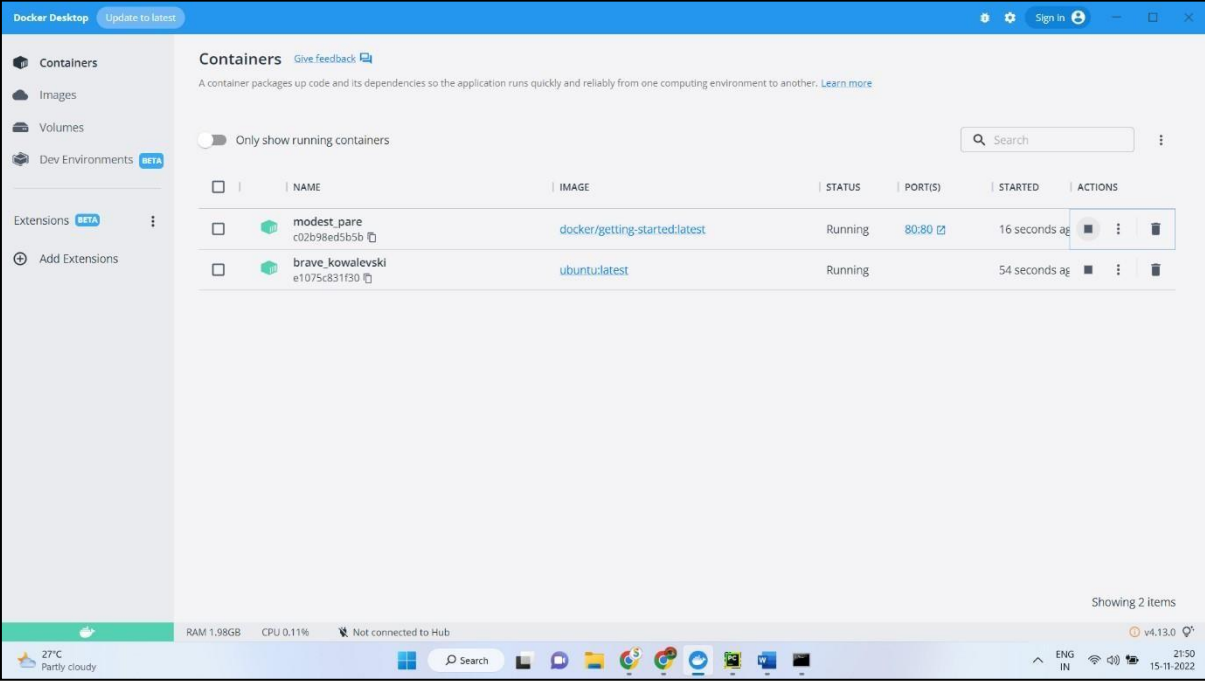 Docker Desktop Update to latest Sign in
Containers
Images
Volumes
Dev Environments BETA
Extensions BETA
Add Extensions
Containers Give feedback
A container packages up code and its dependencies so the application runs quickly and reliably from one computing environment to another. Learn more
Only show running containers Search
NAME IMAGE STATUS PORT(S) STARTED ACTIONS
modest_pare docker/getting-started:latest Running 80:80 16 seconds ag
c02b98ed5b5b
brave_kowalevski ubuntu:latest Running 54 seconds ag
e1075c831f30
Showing 2 items
RAM 1.98GB CPU 0.11% Not connected to Hub v4.13.0
27°C
Partly cloudy
Search
ENG
IN
21:50
15-11-2022